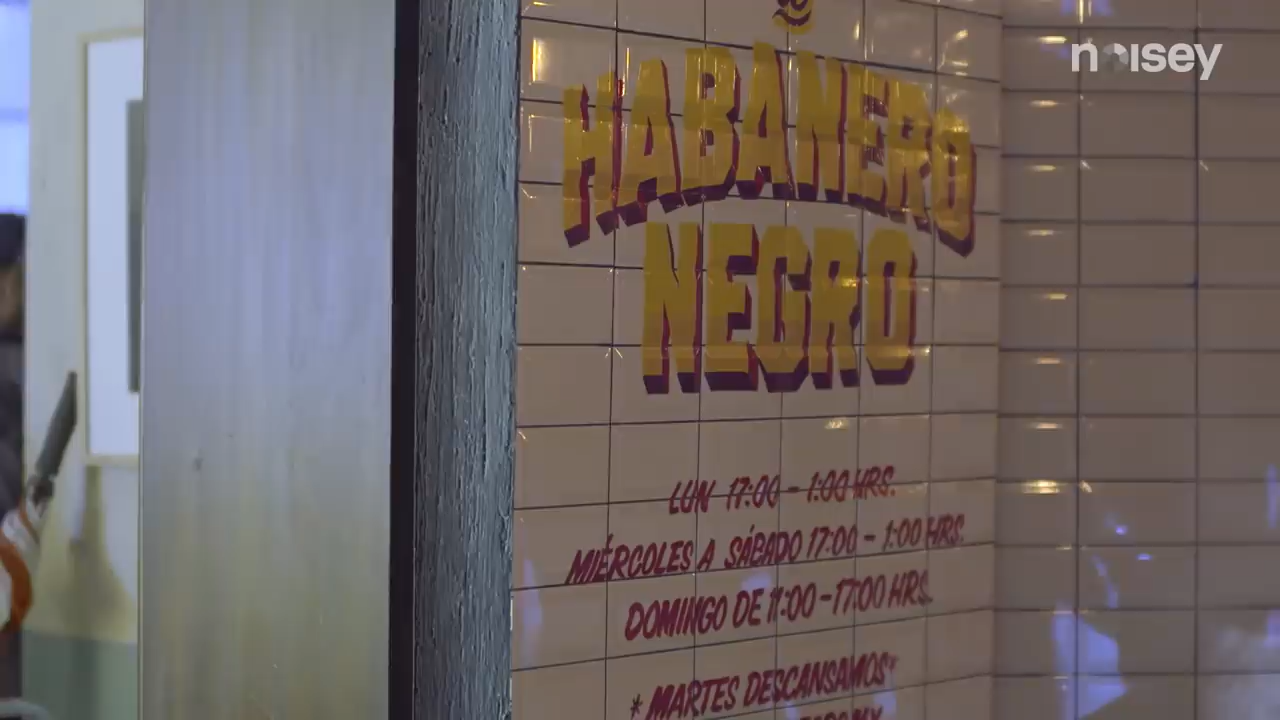 noisey
HABANERO
NEGRO
LUN 17:00 - 1:00 HRS.
MIÉRCOLES A SÁBADO 17:00 - 1:00 HRS.
DOMINGO DE 11:00 - 17:00 HRS.
*MARTES DESCANSAMOS*